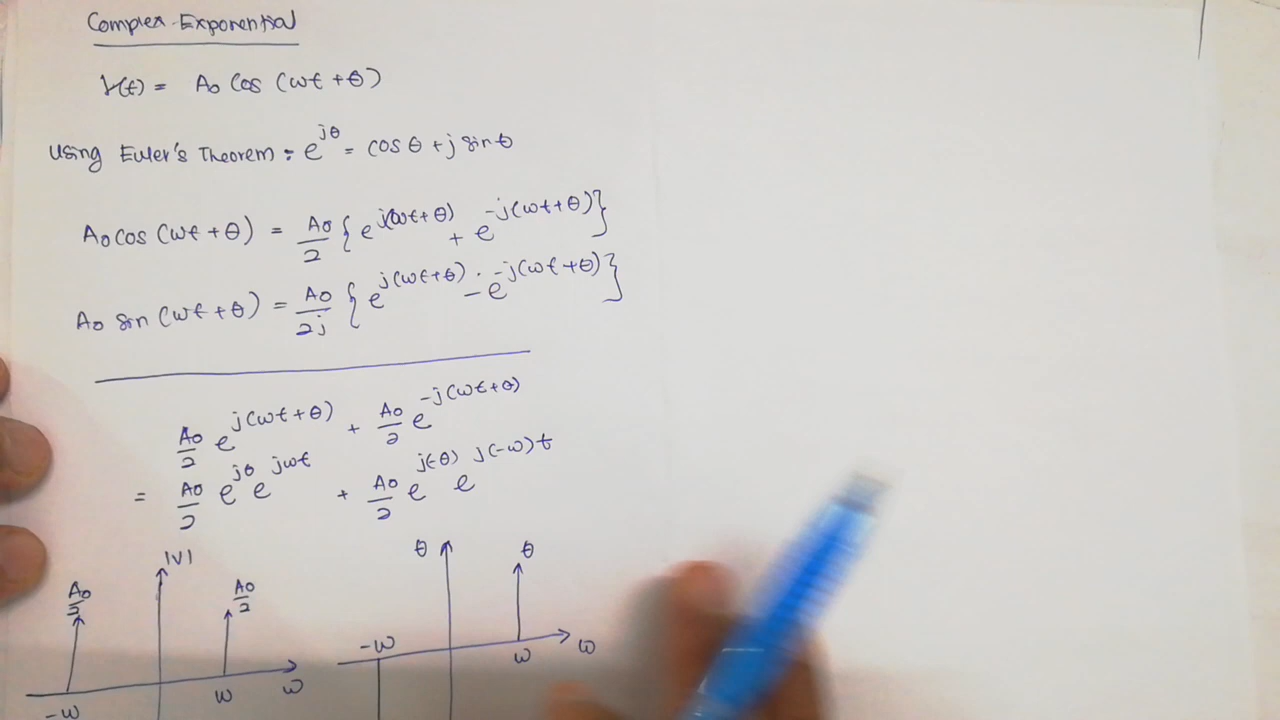 Complex Exponential
V(t) = A₀ Cos (ωt + θ)
Using Euler's Theorem : e^{jθ} = cos θ + j sin θ
A₀ cos (ωt + θ) = A₀/2 { e^{j(ωt+θ)} + e^{-j(ωt+θ)} }
A₀ sin (ωt + θ) = A₀/2j { e^{j(ωt+θ)} - e^{-j(ωt+θ)} }
A₀/2 e^{j(ωt+θ)} + A₀/2 e^{-j(ωt+θ)}
= A₀/2 e^{jθ} e^{jωt} + A₀/2 e^{j(-θ)} e^{j(-ω)t}
|V|
A₀/2
A₀/2
-ω
ω
ω
θ
θ
-ω
ω
ω